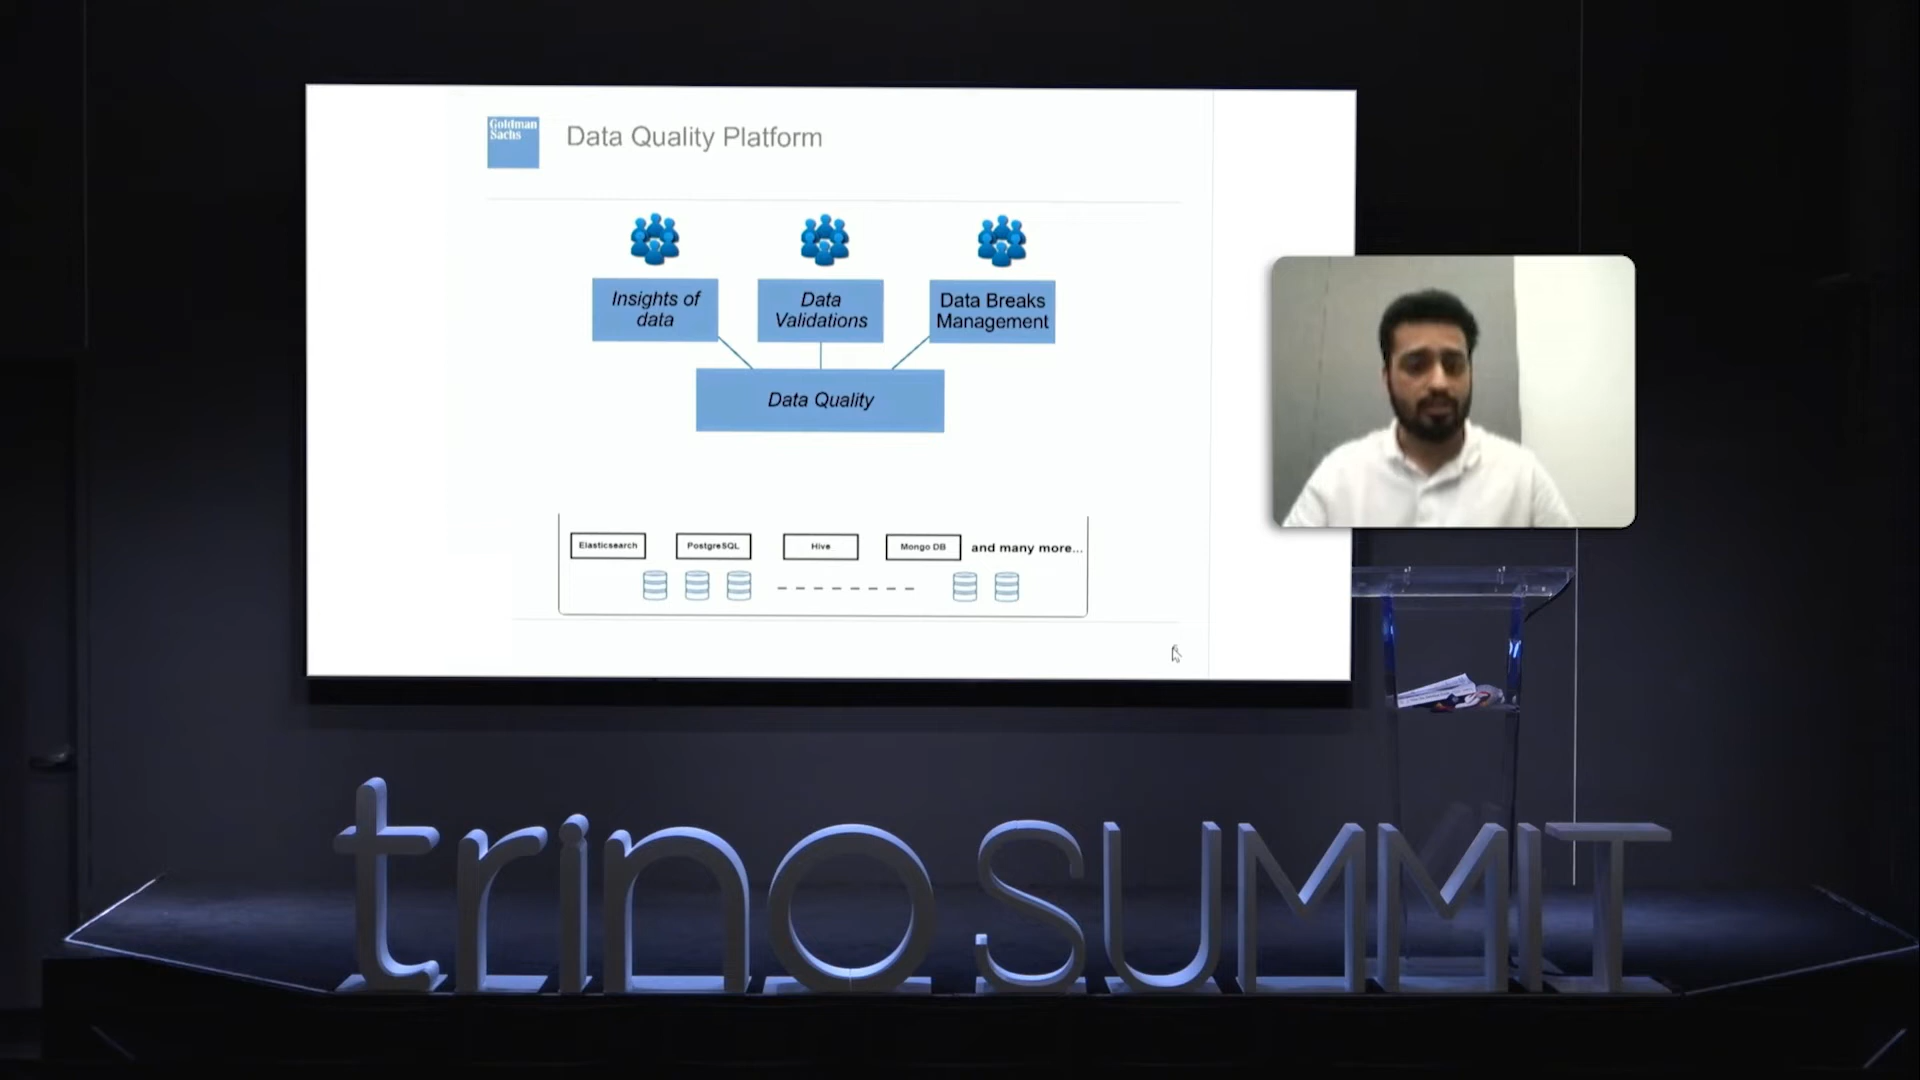 Goldman
Sachs
Data Quality Platform
Insights of
data
Data
Validations
Data Breaks
Management
Data Quality
Elasticsearch
PostgreSQL
Hive
Mongo DB
and many more...
trino SUMMIT